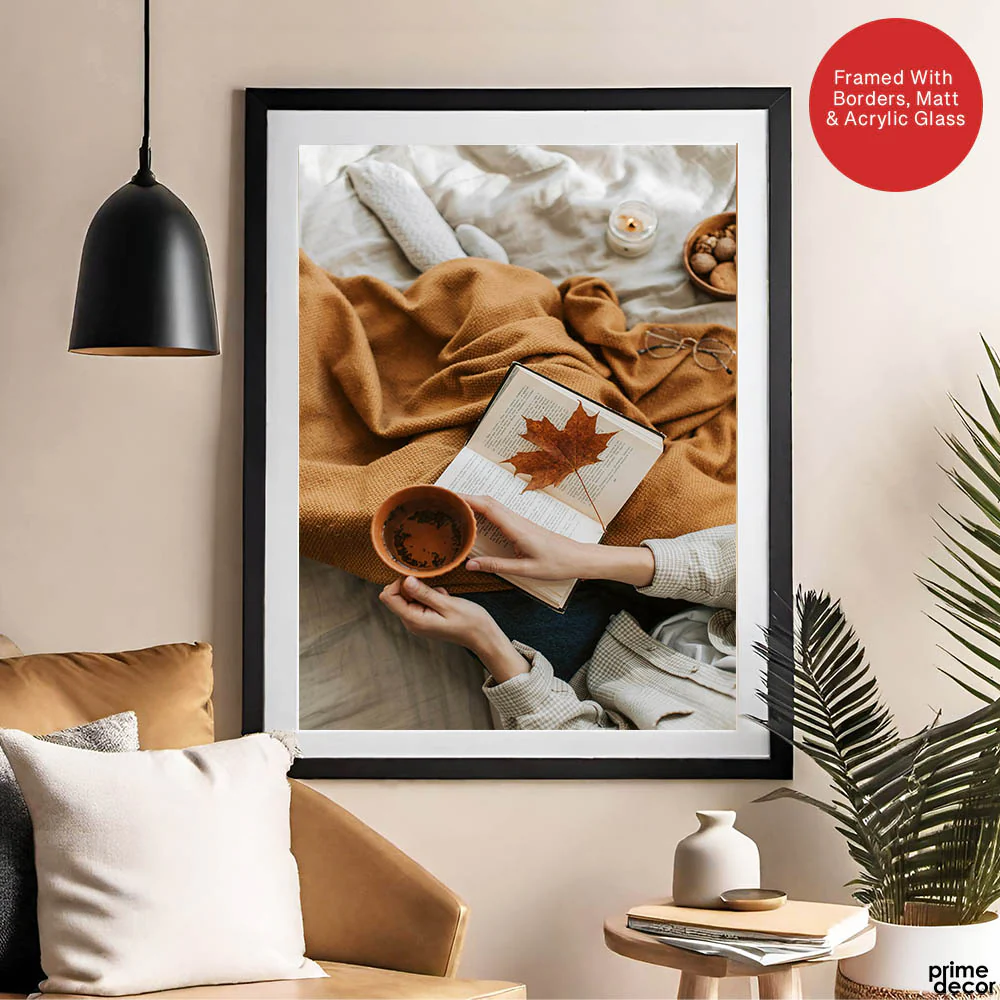 Framed With
Borders, Matt
& Acrylic Glass
prime
decor